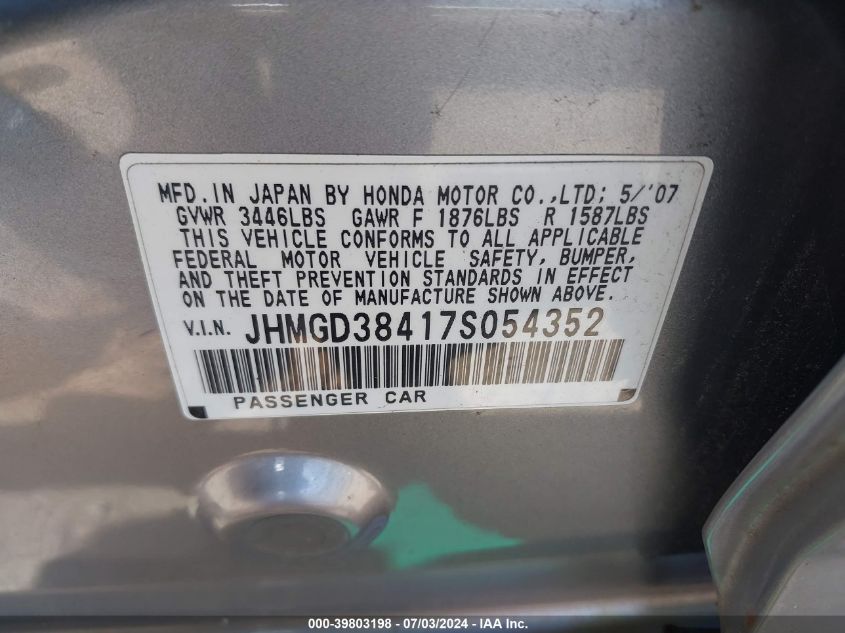 MFD. IN JAPAN BY HONDA MOTOR CO.,LTD; 5/'07
GVWR 3446LBS GAWR F 1876LBS R 1587LBS
THIS VEHICLE CONFORMS TO ALL APPLICABLE
FEDERAL MOTOR VEHICLE SAFETY, BUMPER,
AND THEFT PREVENTION STANDARDS IN EFFECT
ON THE DATE OF MANUFACTURE SHOWN ABOVE.
V.I.N. JHMGD38417S054352
PASSENGER CAR
000-39803198 - 07/03/2024 - IAA Inc.